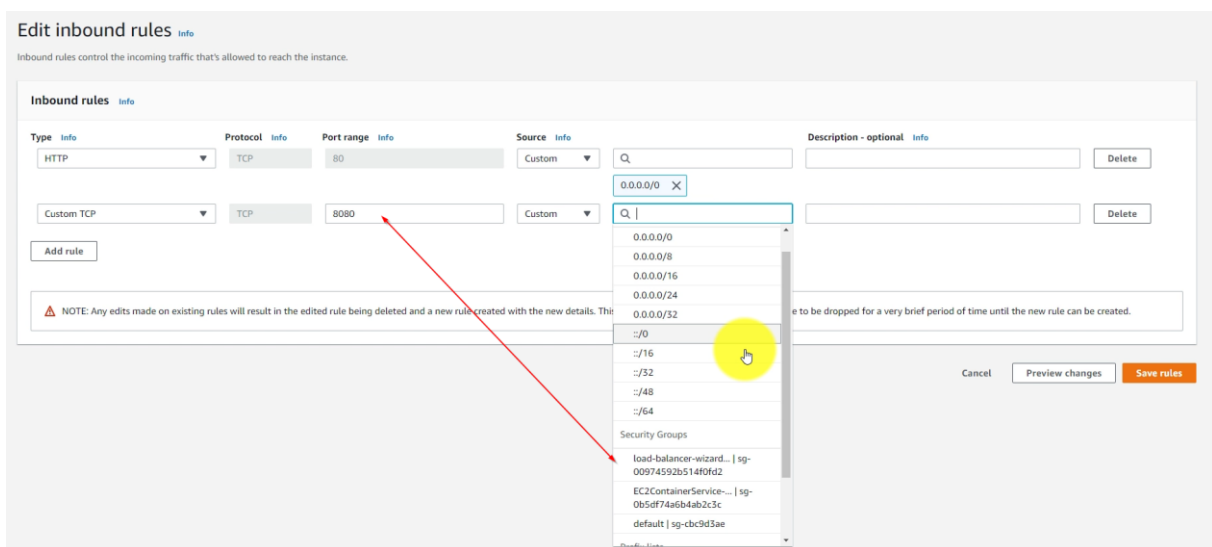 Edit inbound rules Info
Inbound rules control the incoming traffic that's allowed to reach the instance.
Inbound rules Info
Type Info Protocol Info Port range Info Source Info Description - optional Info
HTTP TCP 80 Custom Delete
0.0.0.0/0
Custom TCP TCP 8080 Custom Delete
Add rule
0.0.0.0/0
0.0.0.0/8
0.0.0.0/16
0.0.0.0/24
0.0.0.0/32
NOTE: Any edits made on existing rules will result in the edited rule being deleted and a new rule created with the new details. This e to be dropped for a very brief period of time until the new rule can be created.
::/0
::/16
::/32
::/48
::/64
Cancel Preview changes Save rules
Security Groups
load-balancer-wizard... | sg-
00974592b514f0fd2
EC2ContainerService-... | sg-
0b5df74a6b4ab2c3c
default | sg-cbc9d3ae
Prefix lists